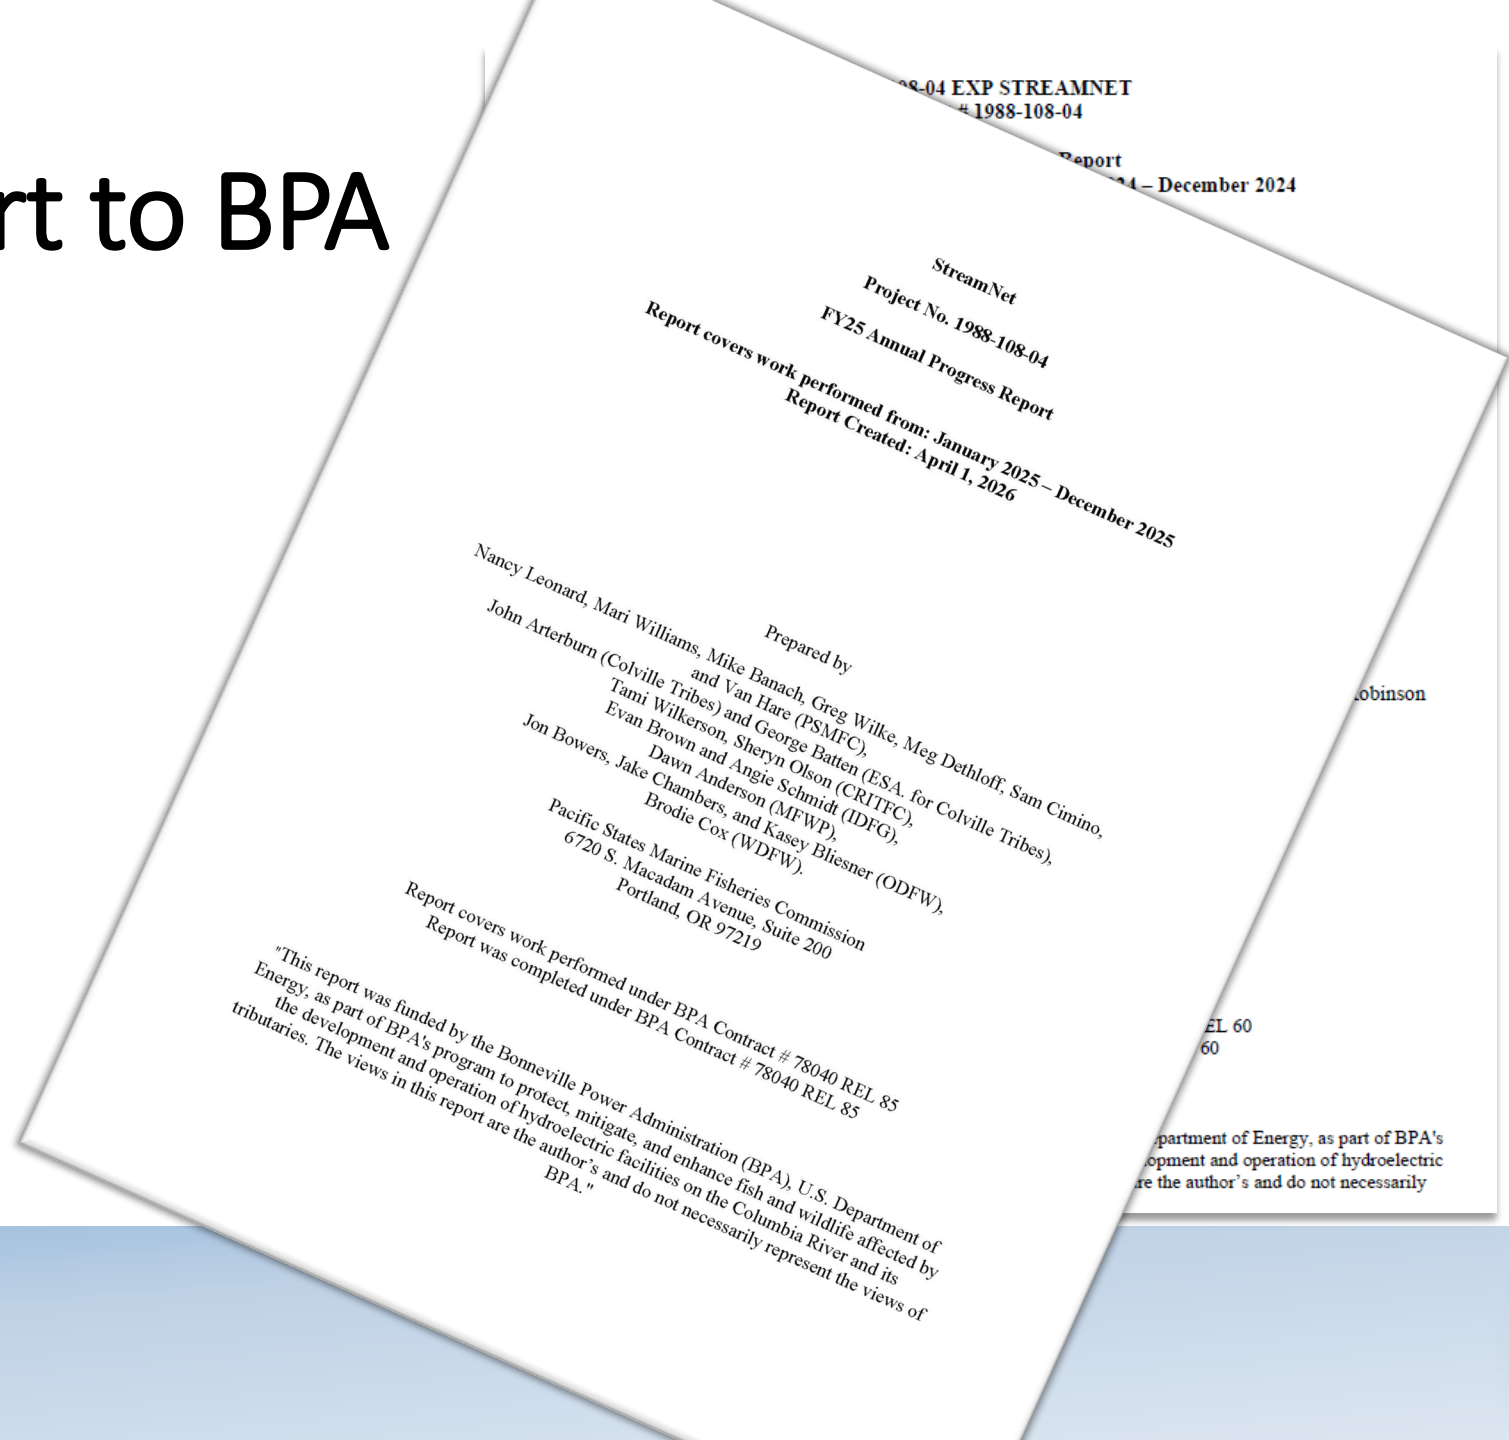 to BPA
EXP STREAMNET
# 1988-108-04
Report
– December 2024
StreamNet
Project No. 1988-108-04
FY25 Annual Progress Report
Report covers work performed from: January 2025 – December 2025
Report Created: April 1, 2026
Prepared by
Nancy Leonard, Mari Williams, Mike Banach, Greg Wilke, Meg Dethloff, Sam Cimino,
and Van Hare (PSMFC),
John Arterburn (Colville Tribes) and George Batten (ESA. for Colville Tribes),
Tami Wilkerson, Sheryn Olson (CRITFC),
Evan Brown and Angie Schmidt (IDFG),
Dawn Anderson (MFWP),
Jon Bowers, Jake Chambers, and Kasey Bliesner (ODFW),
Brodie Cox (WDFW).
Pacific States Marine Fisheries Commission
6720 S. Macadam Avenue, Suite 200
Portland, OR 97219
Report covers work performed under BPA Contract # 78040 REL 85
Report was completed under BPA Contract # 78040 REL 85
"This report was funded by the Bonneville Power Administration (BPA), U.S. Department of
Energy, as part of BPA's program to protect, mitigate, and enhance fish and wildlife affected by
the development and operation of hydroelectric facilities on the Columbia River and its
tributaries. The views in this report are the author’s and do not necessarily represent the views of
BPA."
60
60
of Energy, as part of BPA's
and operation of hydroelectric
the author’s and do not necessarily